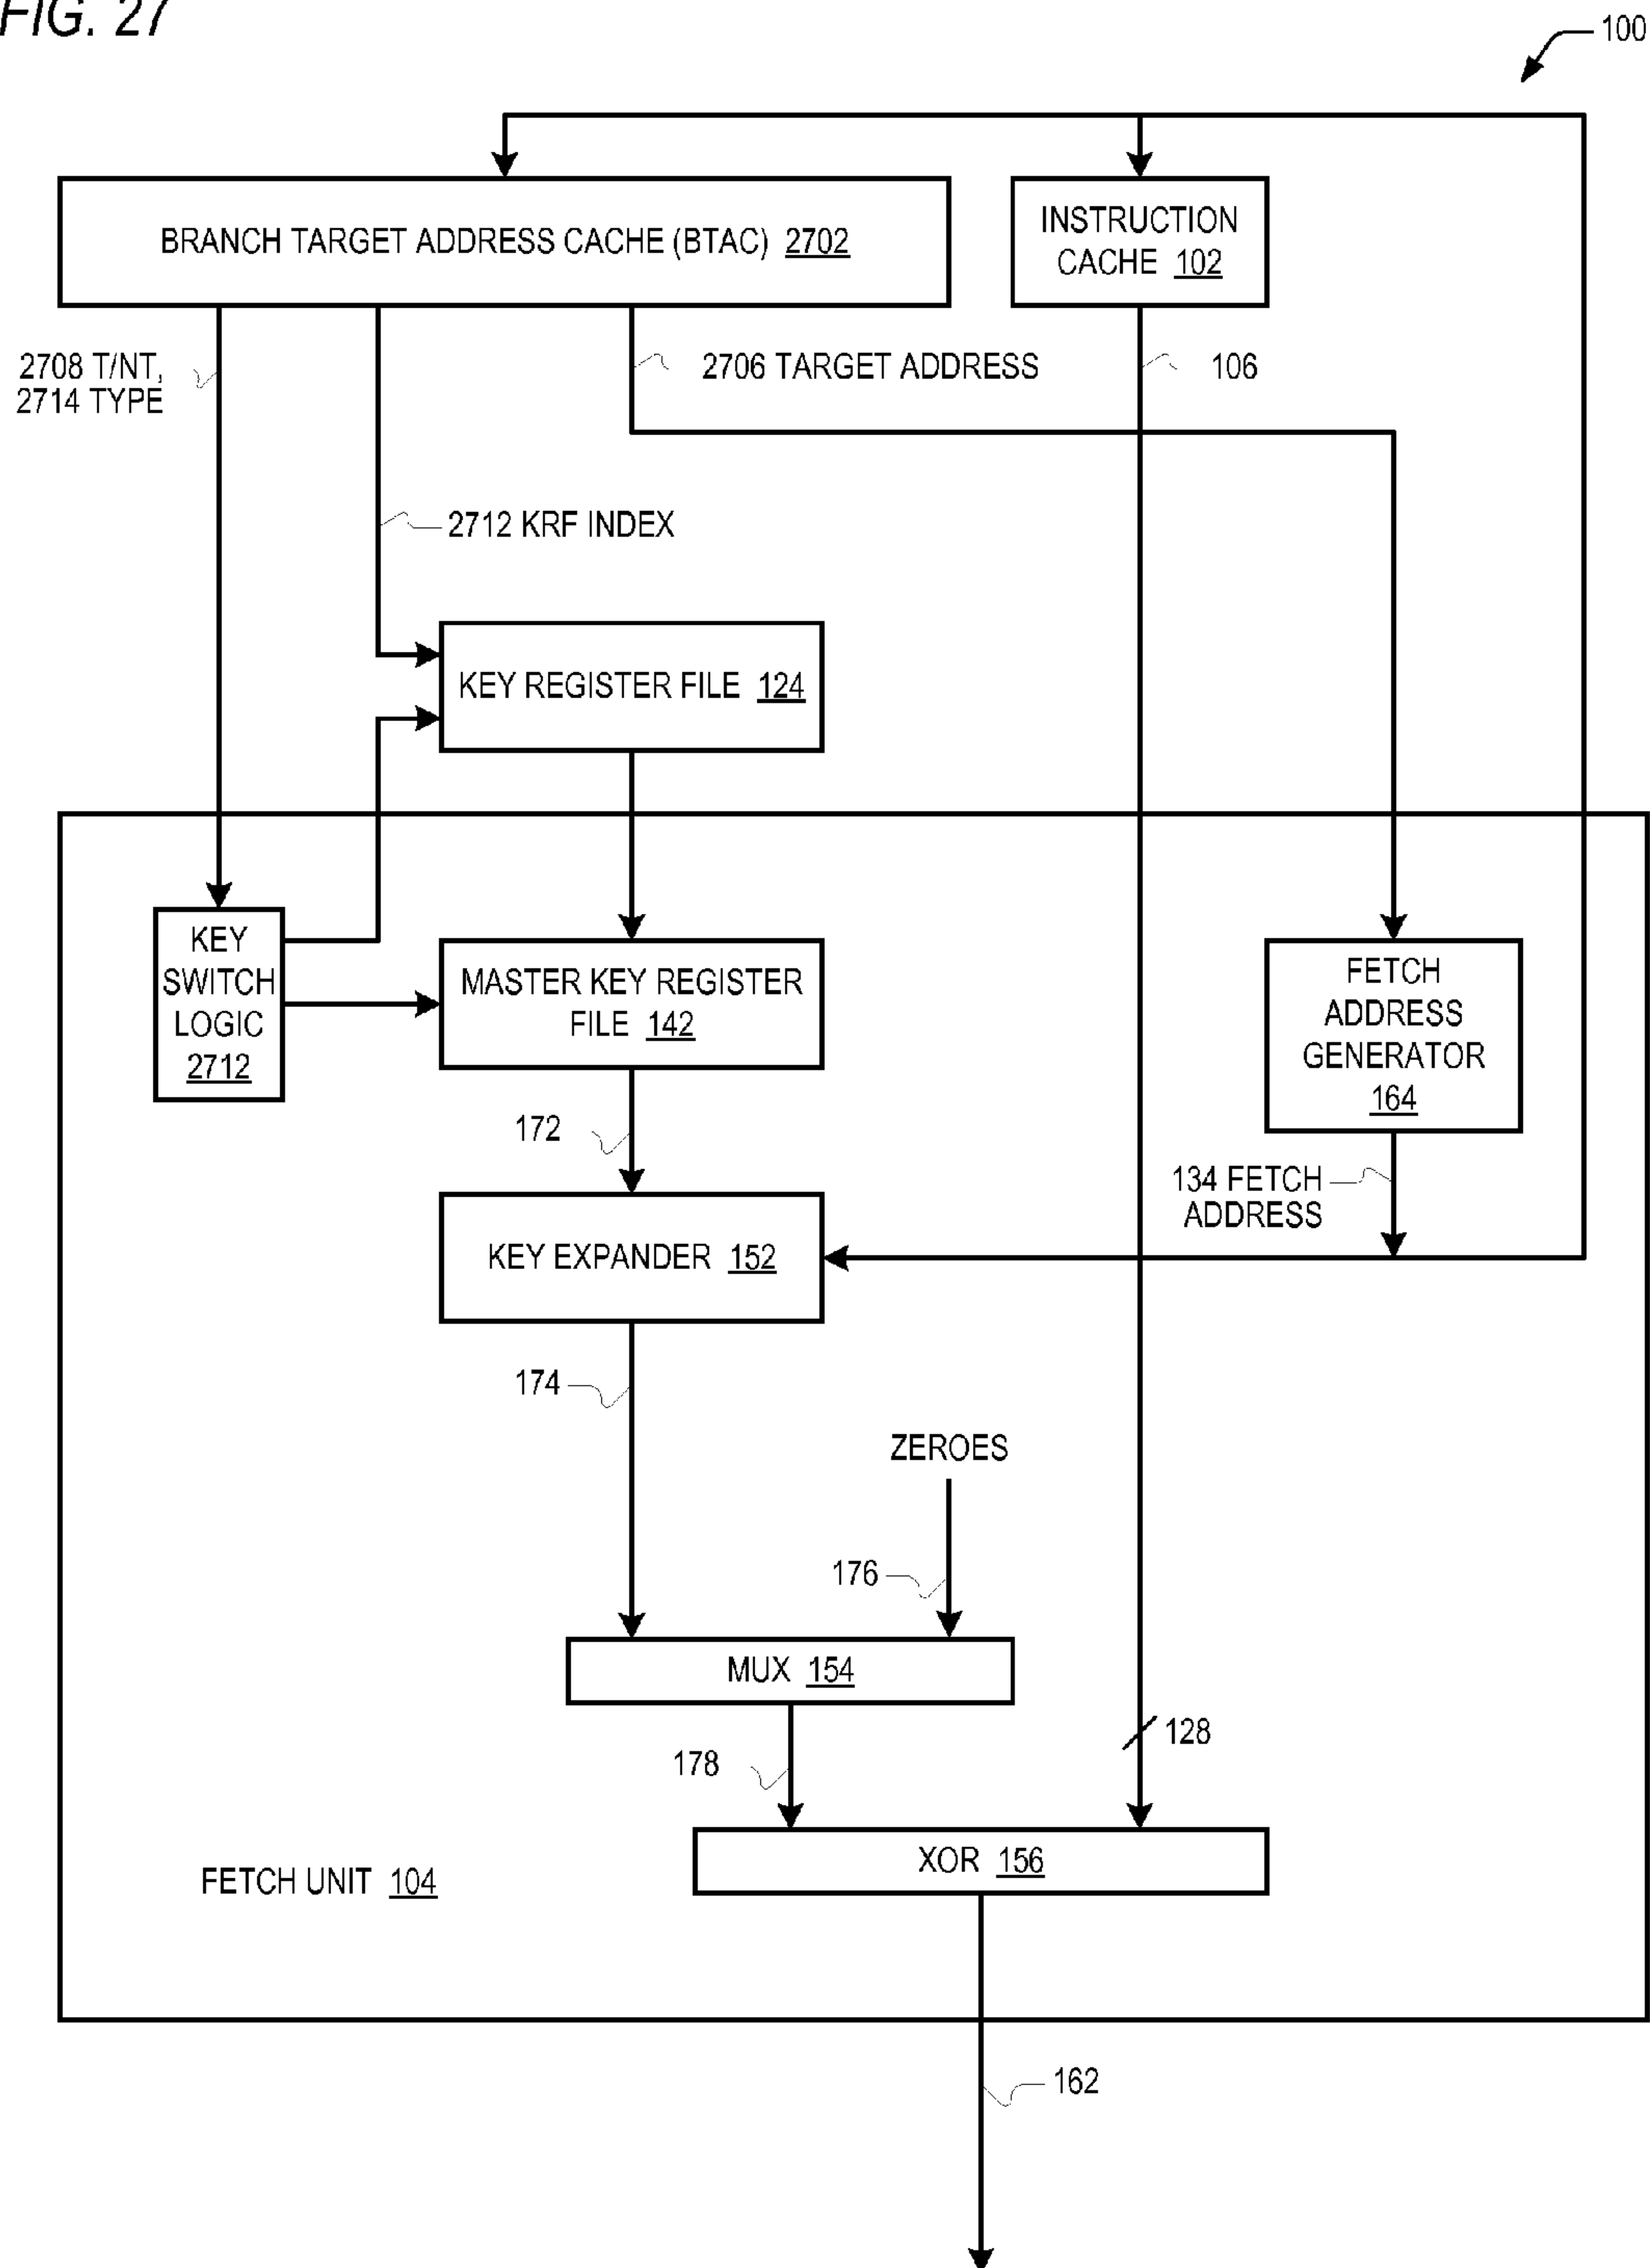 FIG. 27
100
BRANCH TARGET ADDRESS CACHE (BTAC) 2702
INSTRUCTION
CACHE 102
2708 T/NT,
2714 TYPE
2706 TARGET ADDRESS
106
2712 KRF INDEX
KEY REGISTER FILE 124
KEY
SWITCH
LOGIC
2712
MASTER KEY REGISTER
FILE 142
FETCH
ADDRESS
GENERATOR
164
172
134 FETCH
ADDRESS
KEY EXPANDER 152
174
ZEROES
176
MUX 154
128
178
XOR 156
FETCH UNIT 104
162